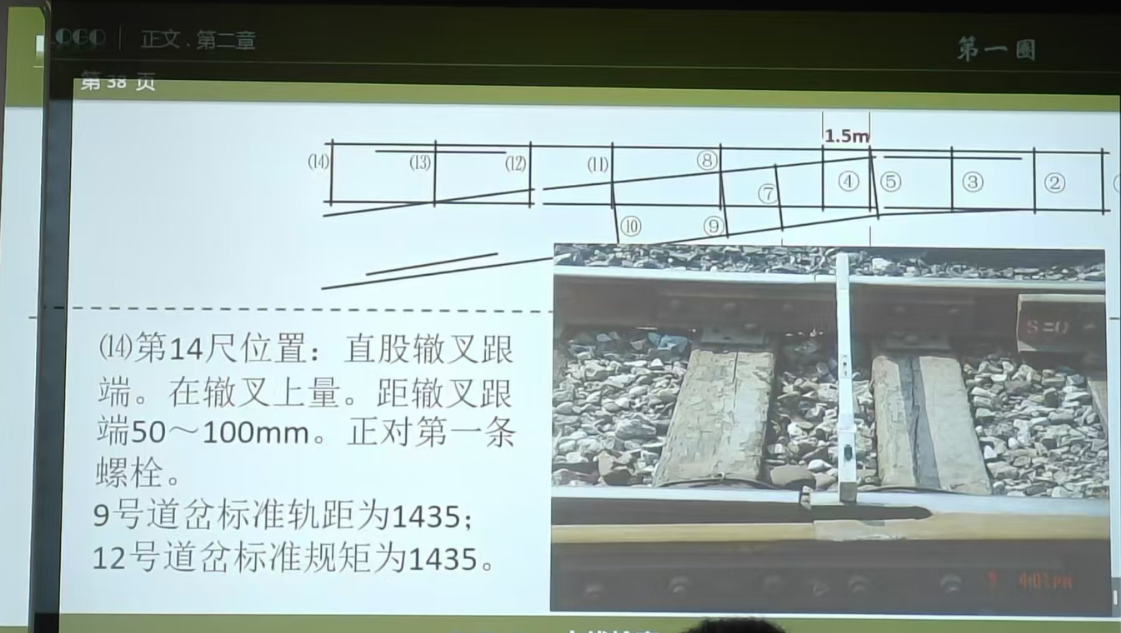 LOGO
正文.第二章
第一圈
第38页
1.5m
⒁
⒀
⑿
⑾
⑧
⑦
④
⑤
③
②
⑩
⑨
⒁第14尺位置：直股辙叉跟
端。在辙叉上量。距辙叉跟
端50～100mm。正对第一条
螺栓。
9号道岔标准轨距为1435；
12号道岔标准规矩为1435。
S=0